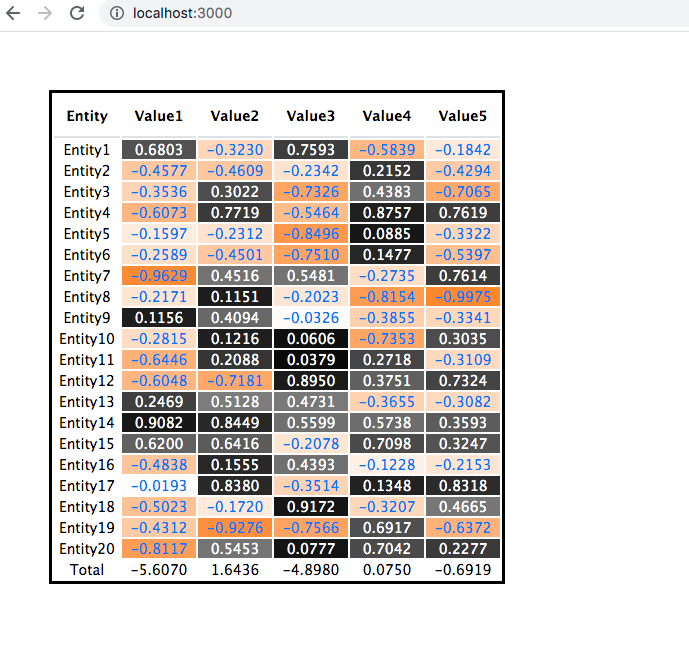 localhost:3000
Entity Value1 Value2 Value3 Value4 Value5
Entity1 0.6803 −0.3230 0.7593 −0.5839 −0.1842
Entity2 −0.4577 −0.4609 −0.2342 0.2152 −0.4294
Entity3 −0.3536 0.3022 −0.7326 0.4383 −0.7065
Entity4 −0.6073 0.7719 −0.5464 0.8757 0.7619
Entity5 −0.1597 −0.2312 −0.8496 0.0885 −0.3322
Entity6 −0.2589 −0.4501 −0.7510 0.1477 −0.5397
Entity7 −0.9629 0.4516 0.5481 −0.2735 0.7614
Entity8 −0.2171 0.1151 −0.2023 −0.8154 −0.9975
Entity9 0.1156 0.4094 −0.0326 −0.3855 −0.3341
Entity10 −0.2815 0.1216 0.0606 −0.7353 0.3035
Entity11 −0.6446 0.2088 0.0379 0.2718 −0.3109
Entity12 −0.6048 −0.7181 0.8950 0.3751 0.7324
Entity13 0.2469 0.5128 0.4731 −0.3655 −0.3082
Entity14 0.9082 0.8449 0.5599 0.5738 0.3593
Entity15 0.6200 0.6416 −0.2078 0.7098 0.3247
Entity16 −0.4838 0.1555 0.4393 −0.1228 −0.2153
Entity17 −0.0193 0.8380 −0.3514 0.1348 0.8318
Entity18 −0.5023 −0.1720 0.9172 −0.3207 0.4665
Entity19 −0.4312 −0.9276 −0.7566 0.6917 −0.6372
Entity20 −0.8117 0.5453 0.0777 0.7042 0.2277
Total −5.6070 1.6436 −4.8980 0.0750 −0.6919